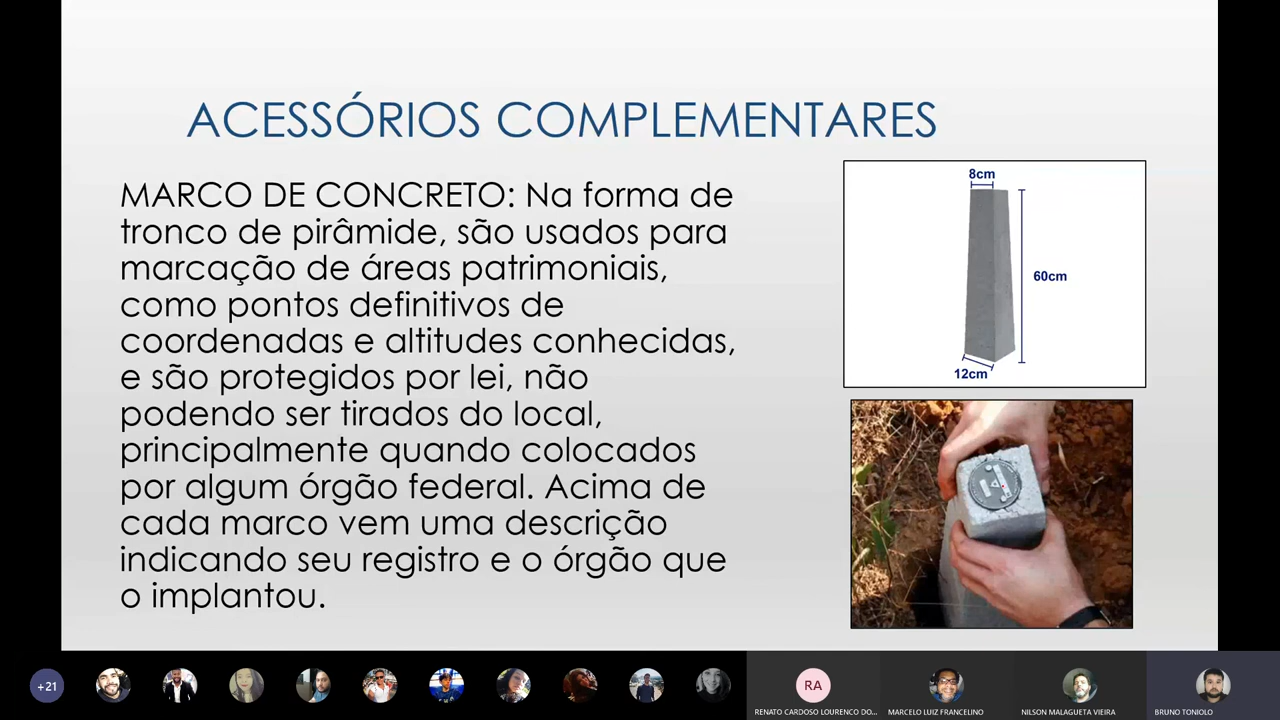 ACESSÓRIOS COMPLEMENTARES
MARCO DE CONCRETO: Na forma de
tronco de pirâmide, são usados para
marcação de áreas patrimoniais,
como pontos definitivos de
coordenadas e altitudes conhecidas,
e são protegidos por lei, não
podendo ser tirados do local,
principalmente quando colocados
por algum órgão federal. Acima de
cada marco vem uma descrição
indicando seu registro e o órgão que
o implantou.
8cm
60cm
12cm
+21
RA
RENATO CARDOSO LOURENCO DO...
MARCELO LUIZ FRANCELINO
NILSON MALAGUETA VIEIRA
BRUNO TONIOLO